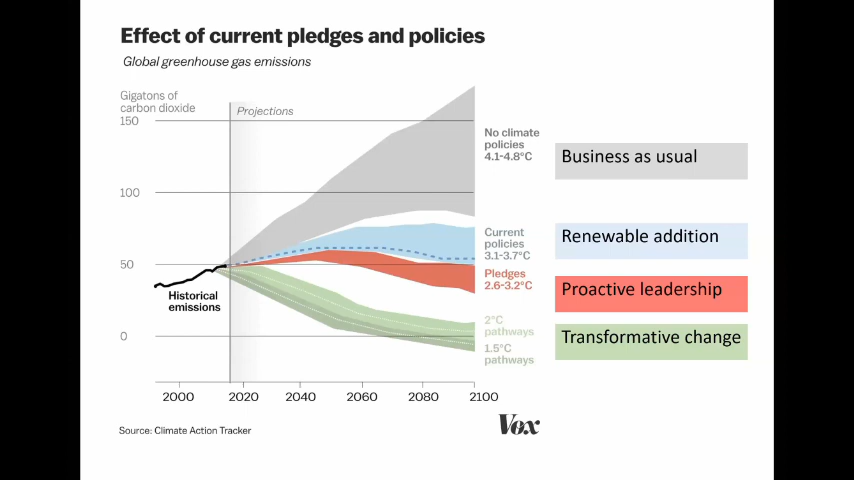 Effect of current pledges and policies
Global greenhouse gas emissions
Gigatons of
carbon dioxide
150
Projections
No climate
policies
4.1-4.8°C
Business as usual
100
Current
policies
3.1-3.7°C
Renewable addition
50
Pledges
2.6-3.2°C
Proactive leadership
Historical
emissions
2°C
pathways
Transformative change
0
1.5°C
pathways
2000
2020
2040
2060
2080
2100
Source: Climate Action Tracker
Vox